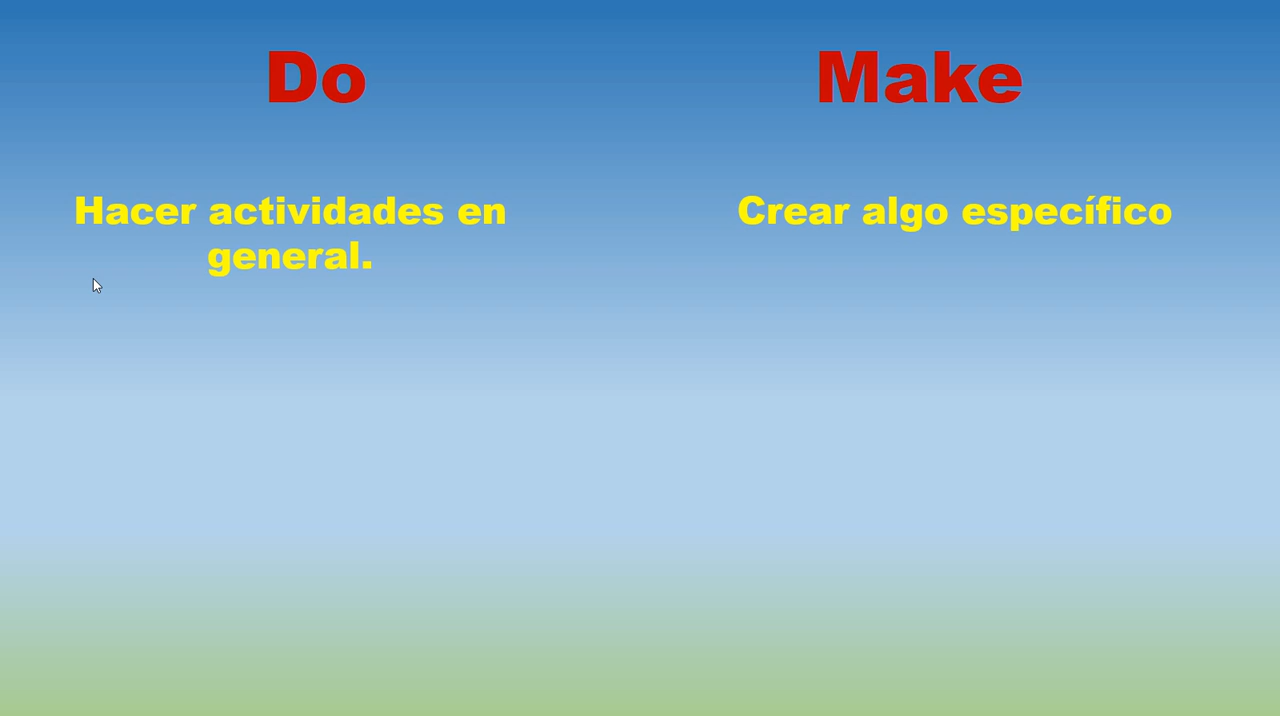 Do
Make
Hacer actividades en
general.
Crear algo específico